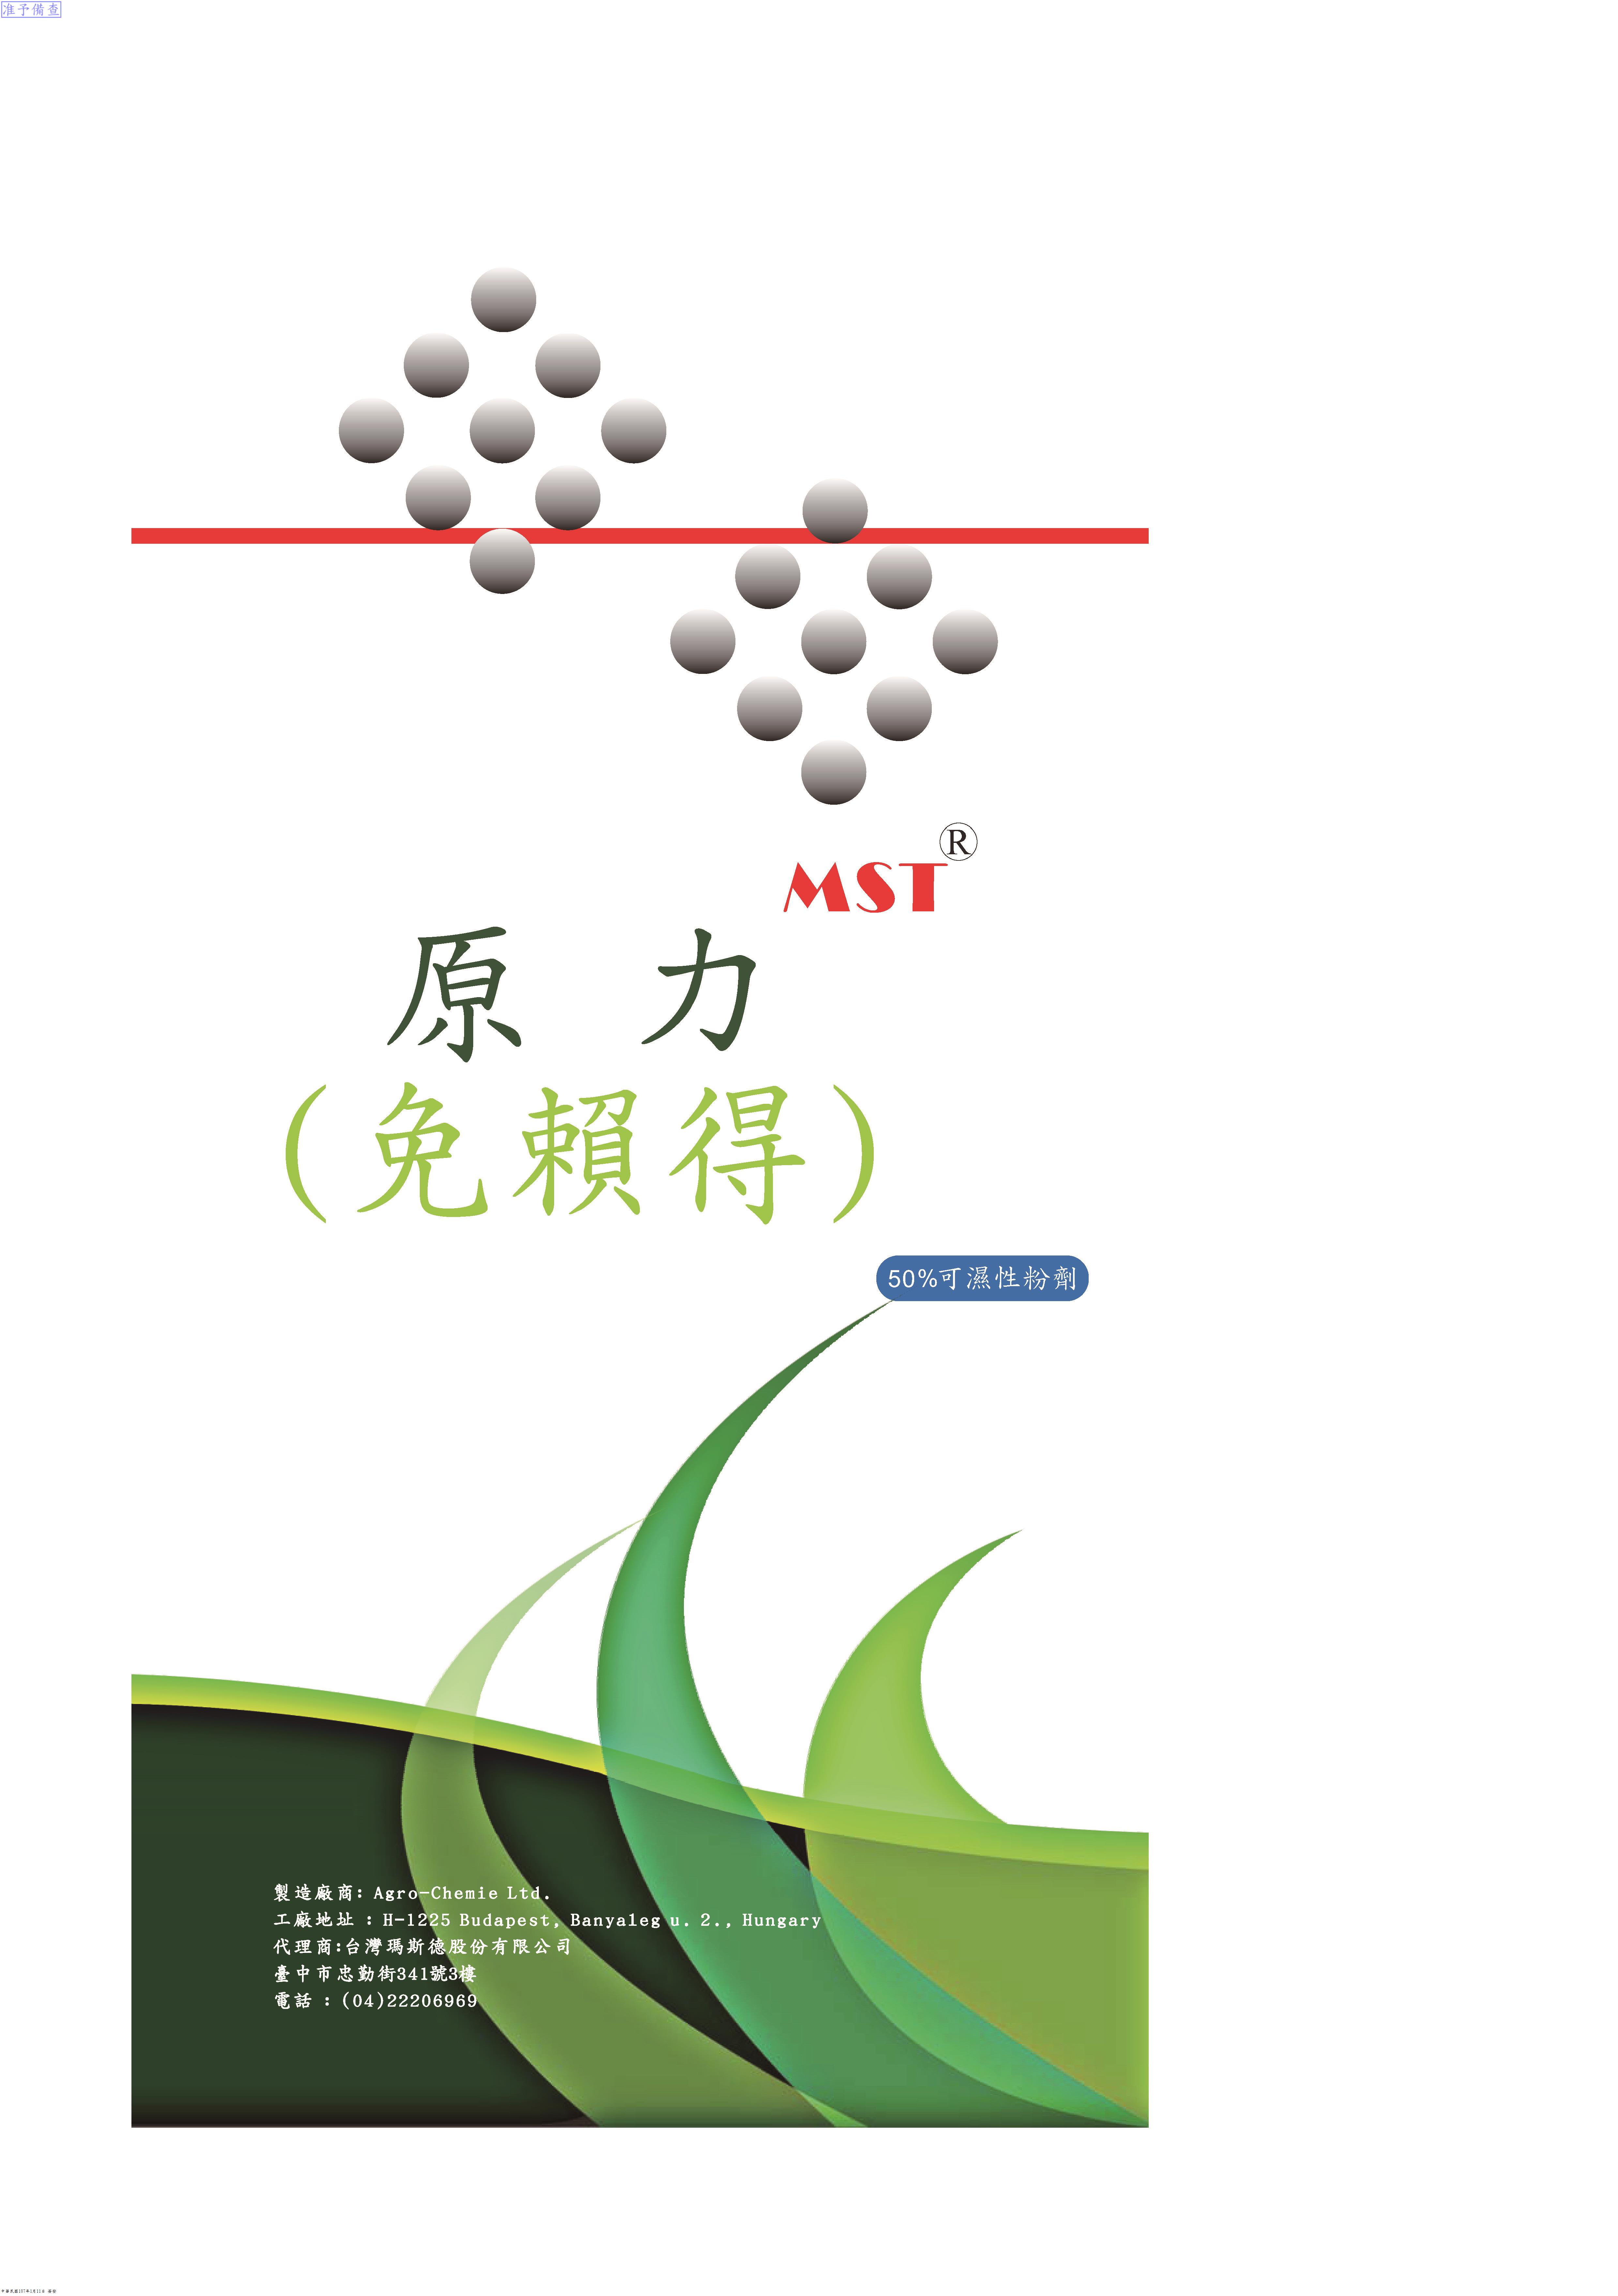 准予備查
MST®
原 力
(免賴得)
50%可濕性粉劑
製造廠商: Agro-Chemie Ltd.
工廠地址 : H-1225 Budapest, Banya1eg u. 2., Hungary
代理商:台灣瑪斯德股份有限公司
臺中市忠勤街341號3樓
電話 : (04)22206969